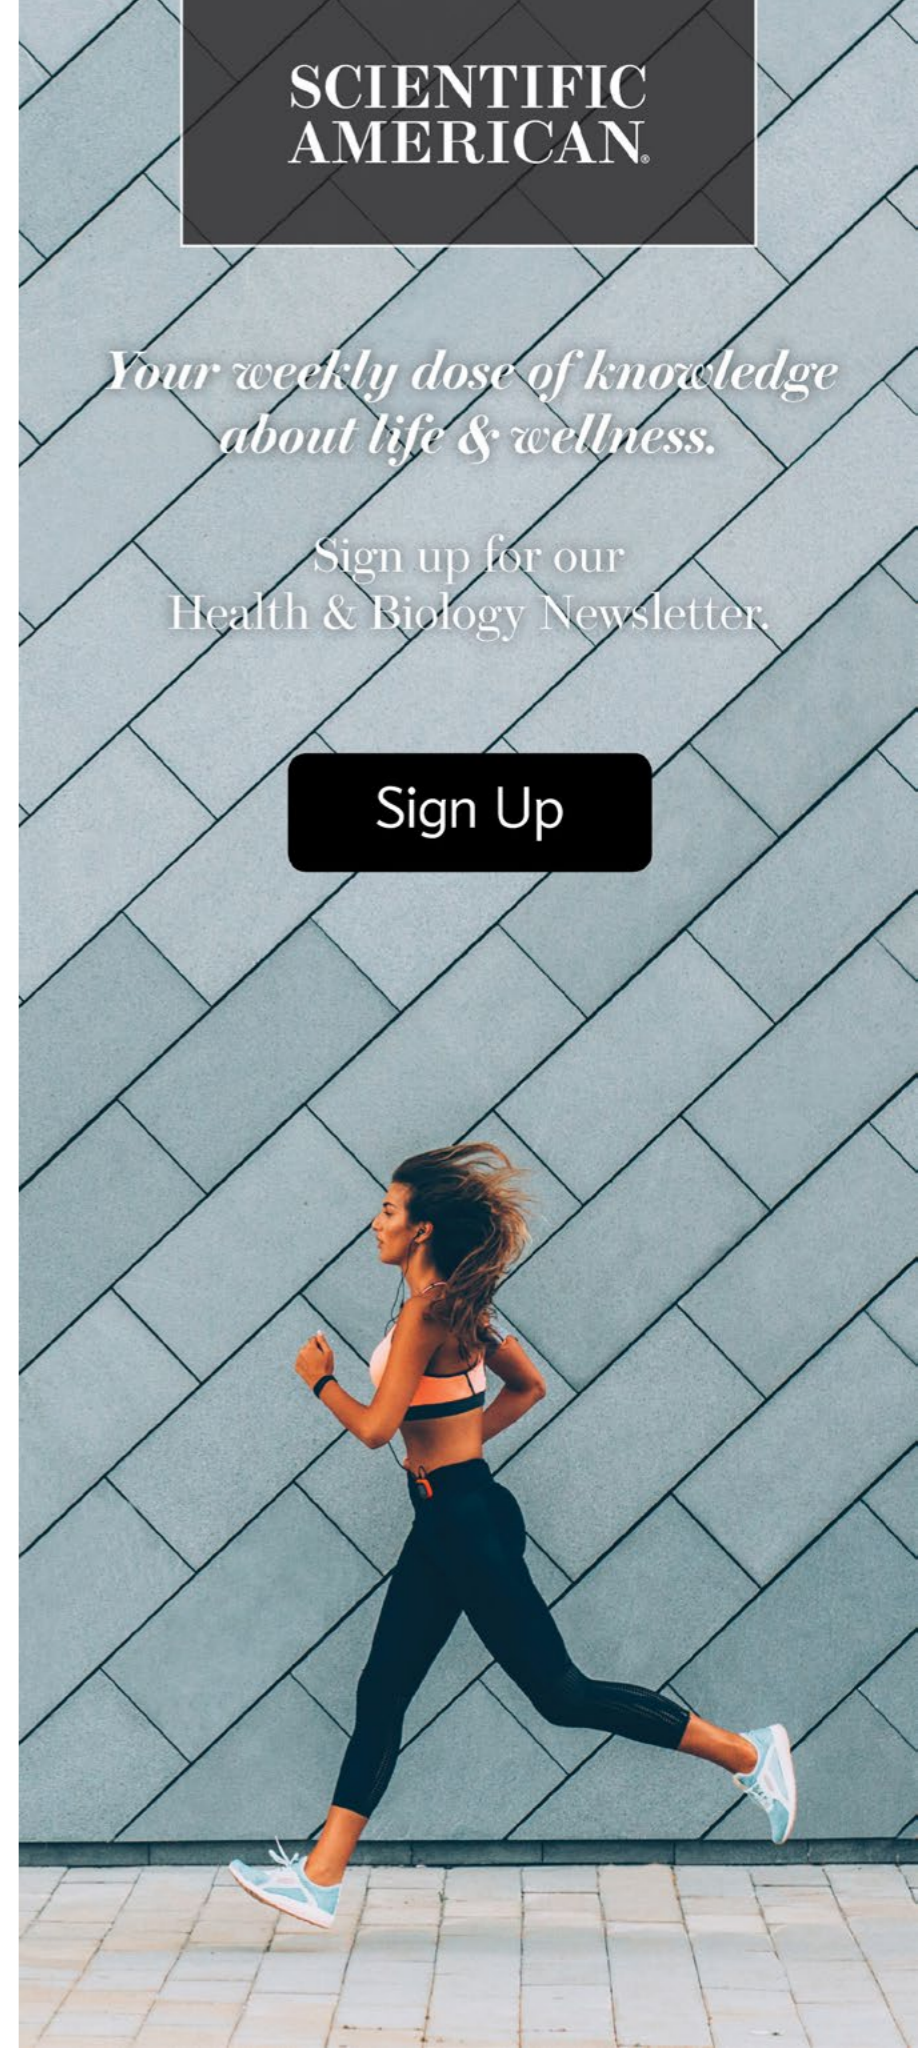 SCIENTIFIC
AMERICAN®
Your weekly dose of knowledge
about life & wellness.
Sign up for our
Health & Biology Newsletter.
Sign Up